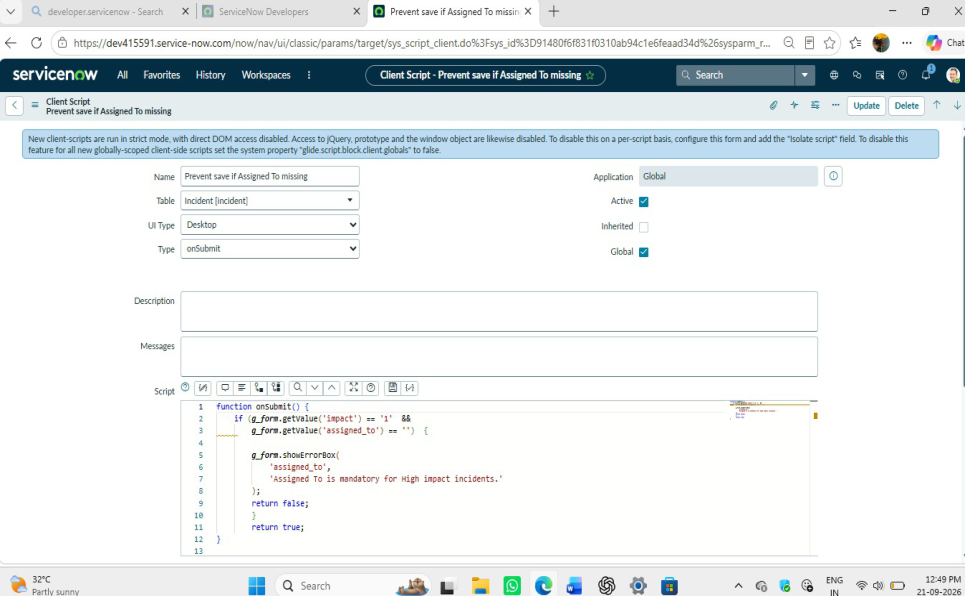 developer.servicenow - Search
ServiceNow Developers
Prevent save if Assigned To missin
https://dev415591.service-now.com/now/nav/ui/classic/params/target/sys_script_client.do%3Fsys_id%3D91480f6f831f0310ab94c1e6feaad34d%26sysparm_r...
Chat
servicenow All Favorites History Workspaces
Client Script - Prevent save if Assigned To missing
Search
Client Script
Prevent save if Assigned To missing
Update Delete
New client-scripts are run in strict mode, with direct DOM access disabled. Access to jQuery, prototype and the window object are likewise disabled. To disable this on a per-script basis, configure this form and add the "Isolate script" field. To disable this
feature for all new globally-scoped client-side scripts set the system property "glide.script.block.client.globals" to false.
Name Prevent save if Assigned To missing
Application Global
Table Incident [incident]
Active
UI Type Desktop
Inherited
Type onSubmit
Global
Description
Messages
Script
1 function onSubmit() {
2 if (g_form.getValue('impact') == '1' &&
3 g_form.getValue('assigned_to') == '') {
4
5 g_form.showErrorBox(
6 'assigned_to',
7 'Assigned To is mandatory for High impact incidents.'
8 );
9 return false;
10 }
11 return true;
12 }
13
32°C
Partly sunny
Search
ENG
IN
12:49 PM
21-09-2026